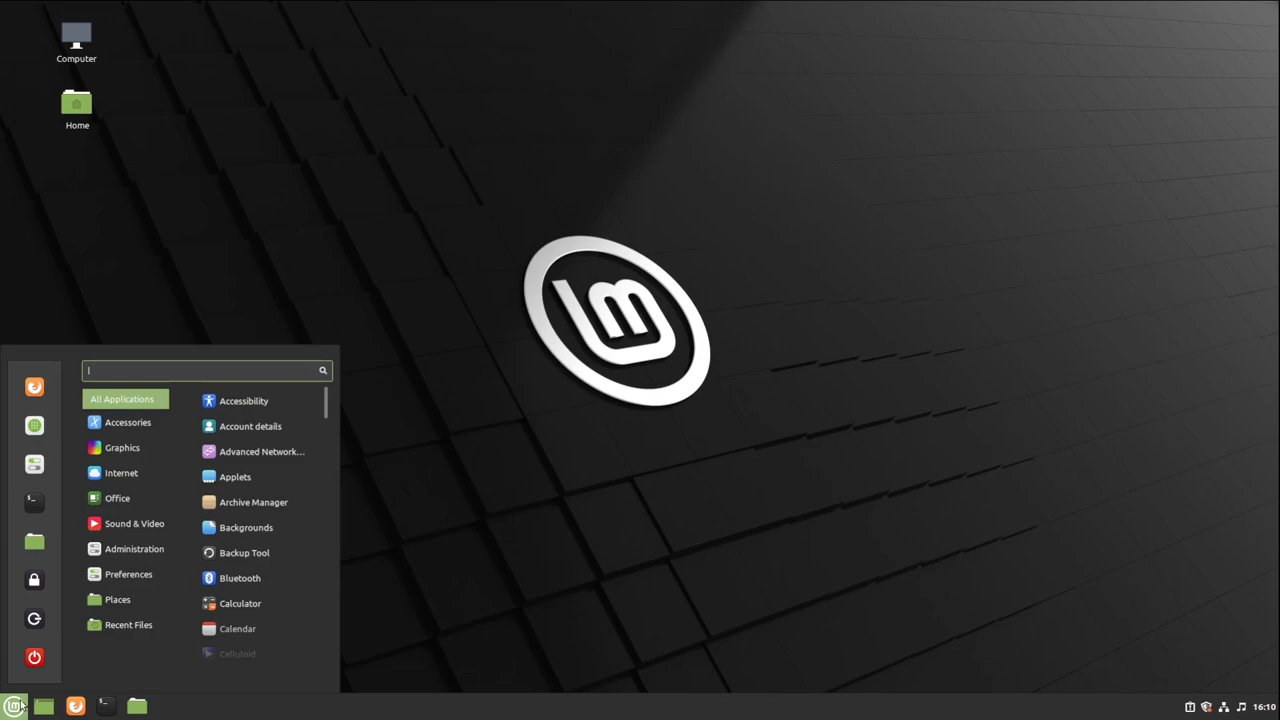 Computer
Home
All Applications
Accessories
Graphics
Internet
Office
Sound & Video
Administration
Preferences
Places
Recent Files
Accessibility
Account details
Advanced Network...
Applets
Archive Manager
Backgrounds
Backup Tool
Bluetooth
Calculator
Calendar
Celluloid
16:10